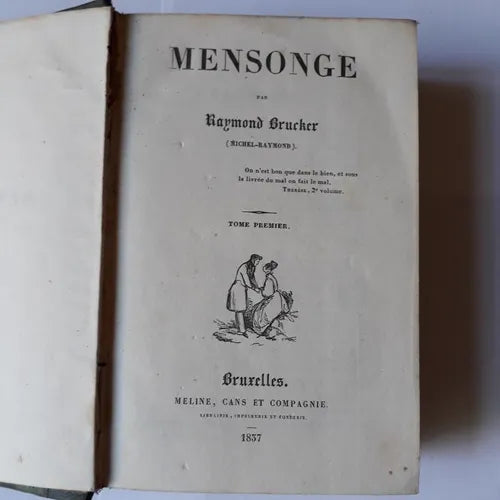 MENSONGE
PAR
Raymond Brucker
(MICHEL-RAYMOND).
On n'est bon que dans le bien, et sous
la livrée du mal on fait le mal.
THÉRÈSE, 2e volume.
TOME PREMIER.
Bruxelles.
MELINE, CANS ET COMPAGNIE.
LIBRAIRIE, IMPRIMERIE ET FONDERIE.
1837